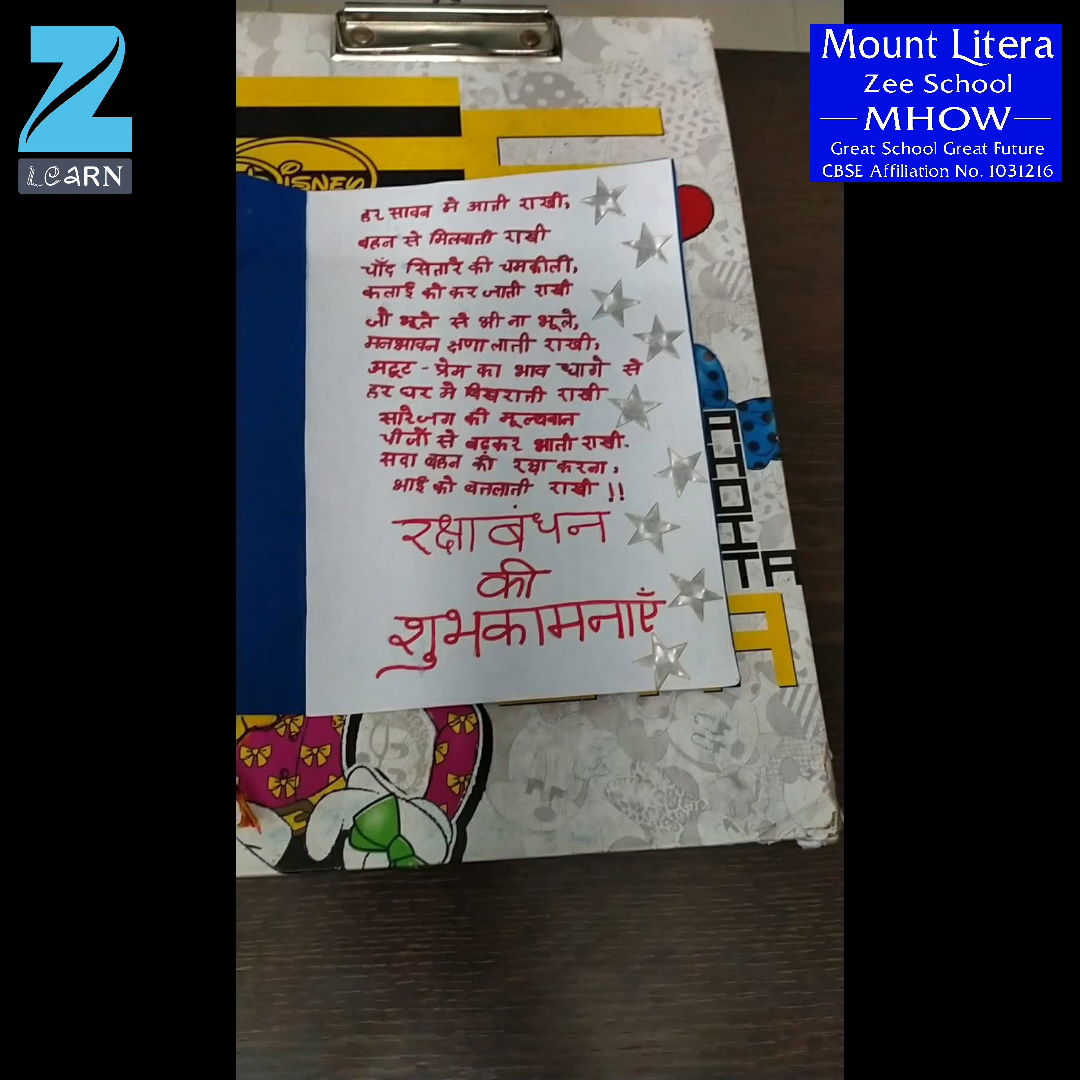 Z
LEARN
Mount Litera
Zee School
MHOW
Great School Great Future
CBSE Affiliation No. 1031216
DISNEY
हर सावन मे आती राखी,
बहन से मिलवाती राखी
चाँद सितारे की चमकीली,
कलाई को कर जाती राखी
जो भूले से भी ना भूले,
मनभावन क्षणा लाती राखी,
अटूट - प्रेम का भाव धागे से
हर घर मे बिखराती राखी
सारे जग की मूल्यवान
चीजों से बढ़कर भाती राखी.
सदा बहन की रक्षा करना,
भाई को बतलाती राखी !!
रक्षाबंधन
की
शुभकामनाएँ